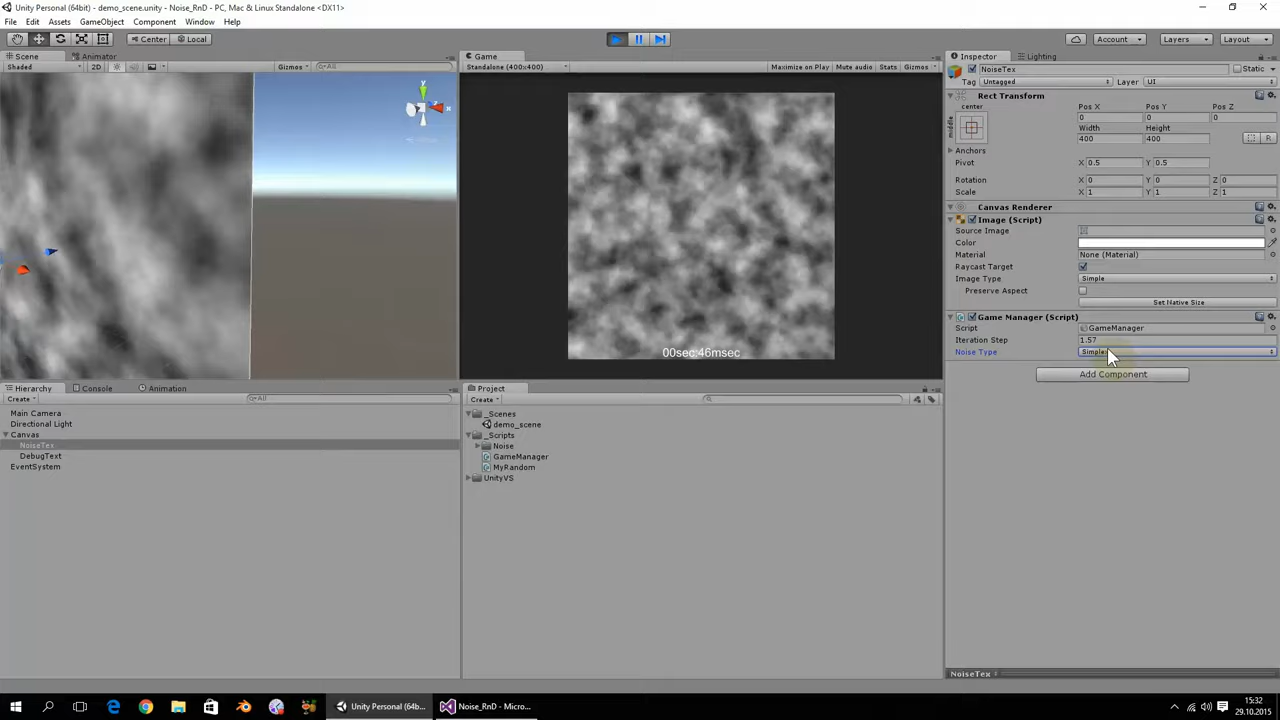 Unity Personal (64bit) - demo_scene.unity - Noise_RnD - PC, Mac & Linux Standalone <DX11>
File Edit Assets GameObject Component Window Help
Center Local Account Layers Layout
Scene Animator Game Inspector Lighting
Shaded 2D Gizmos All Standalone (400x400) Maximize on Play Mute audio Stats Gizmos
NoiseTex Static
Tag Untagged Layer UI
Rect Transform
center Pos X Pos Y Pos Z
middle 0 0 0
Width Height
400 400 R
Anchors
Pivot X 0.5 Y 0.5
Rotation X 0 Y 0 Z 0
Scale X 1 Y 1 Z 1
Canvas Renderer
Image (Script)
Source Image
Color
Material None (Material)
Raycast Target
Image Type Simple
Preserve Aspect
Set Native Size
Game Manager (Script)
Script GameManager
Iteration Step 1.57
Noise Type
Add Component
00sec:46msec
y
x
Hierarchy Console Animation
Create All
Main Camera
Directional Light
Canvas
NoiseTex
DebugText
EventSystem
Project
Create
_Scenes
demo_scene
_Scripts
Noise
GameManager
MyRandom
UnityVS
NoiseTex
Unity Personal (64b... Noise_RnD - Micro...
15:32
29.10.2015